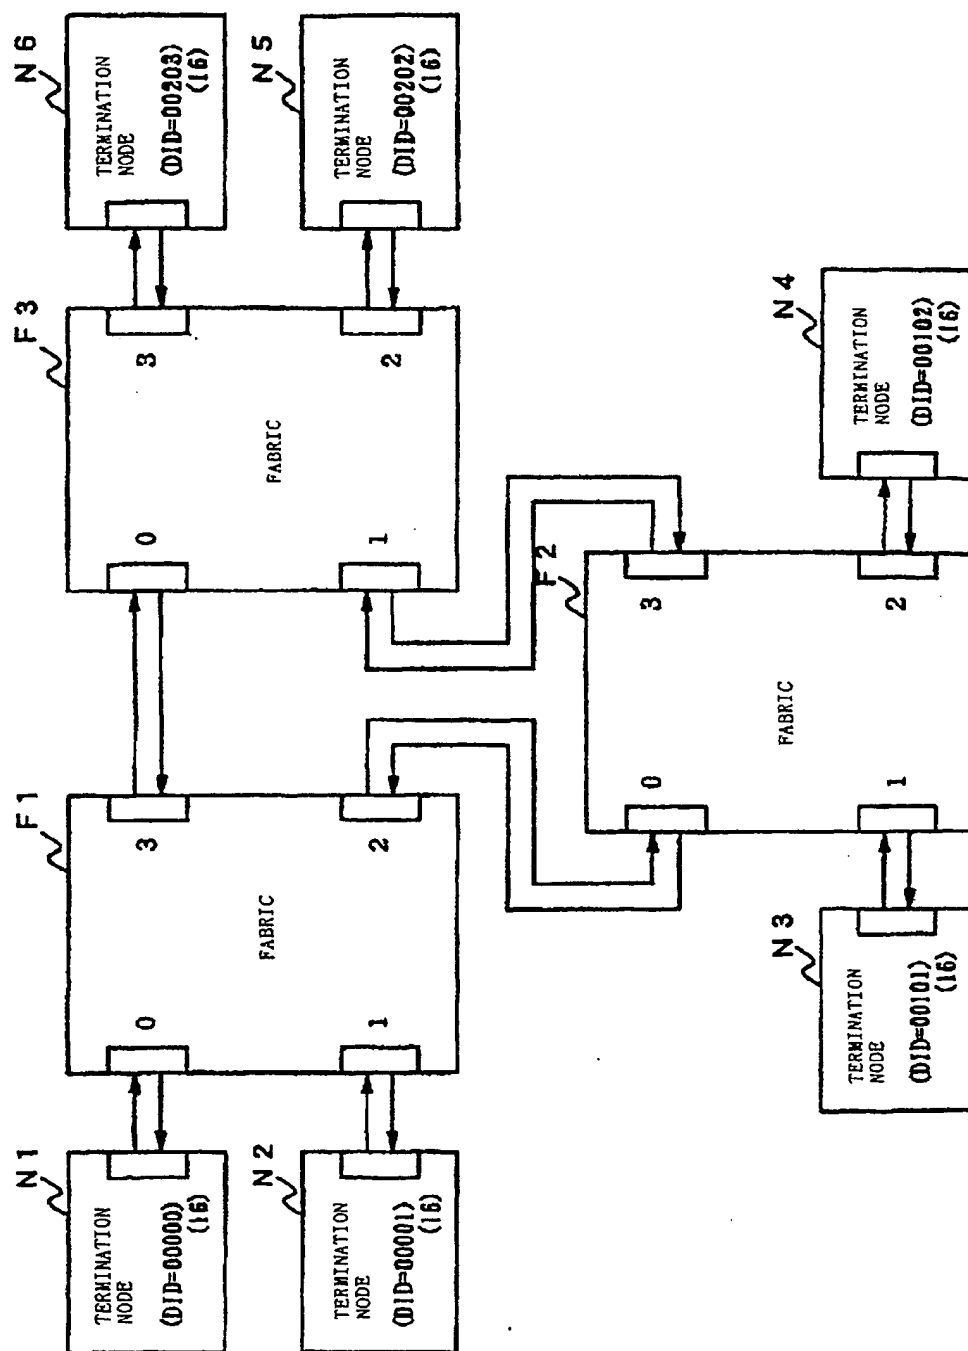 N1
TERMINATION
NODE
(DID=00000)
(16)
F1
0
3
FABRIC
1
2
F3
0
3
FABRIC
1
2
N6
TERMINATION
NODE
(DID=00203)
(16)
N2
TERMINATION
NODE
(DID=00001)
(16)
N5
TERMINATION
NODE
(DID=00202)
(16)
N3
TERMINATION
NODE
(DID=00101)
(16)
F2
0
3
FABRIC
1
2
N4
TERMINATION
NODE
(DID=00102)
(16)